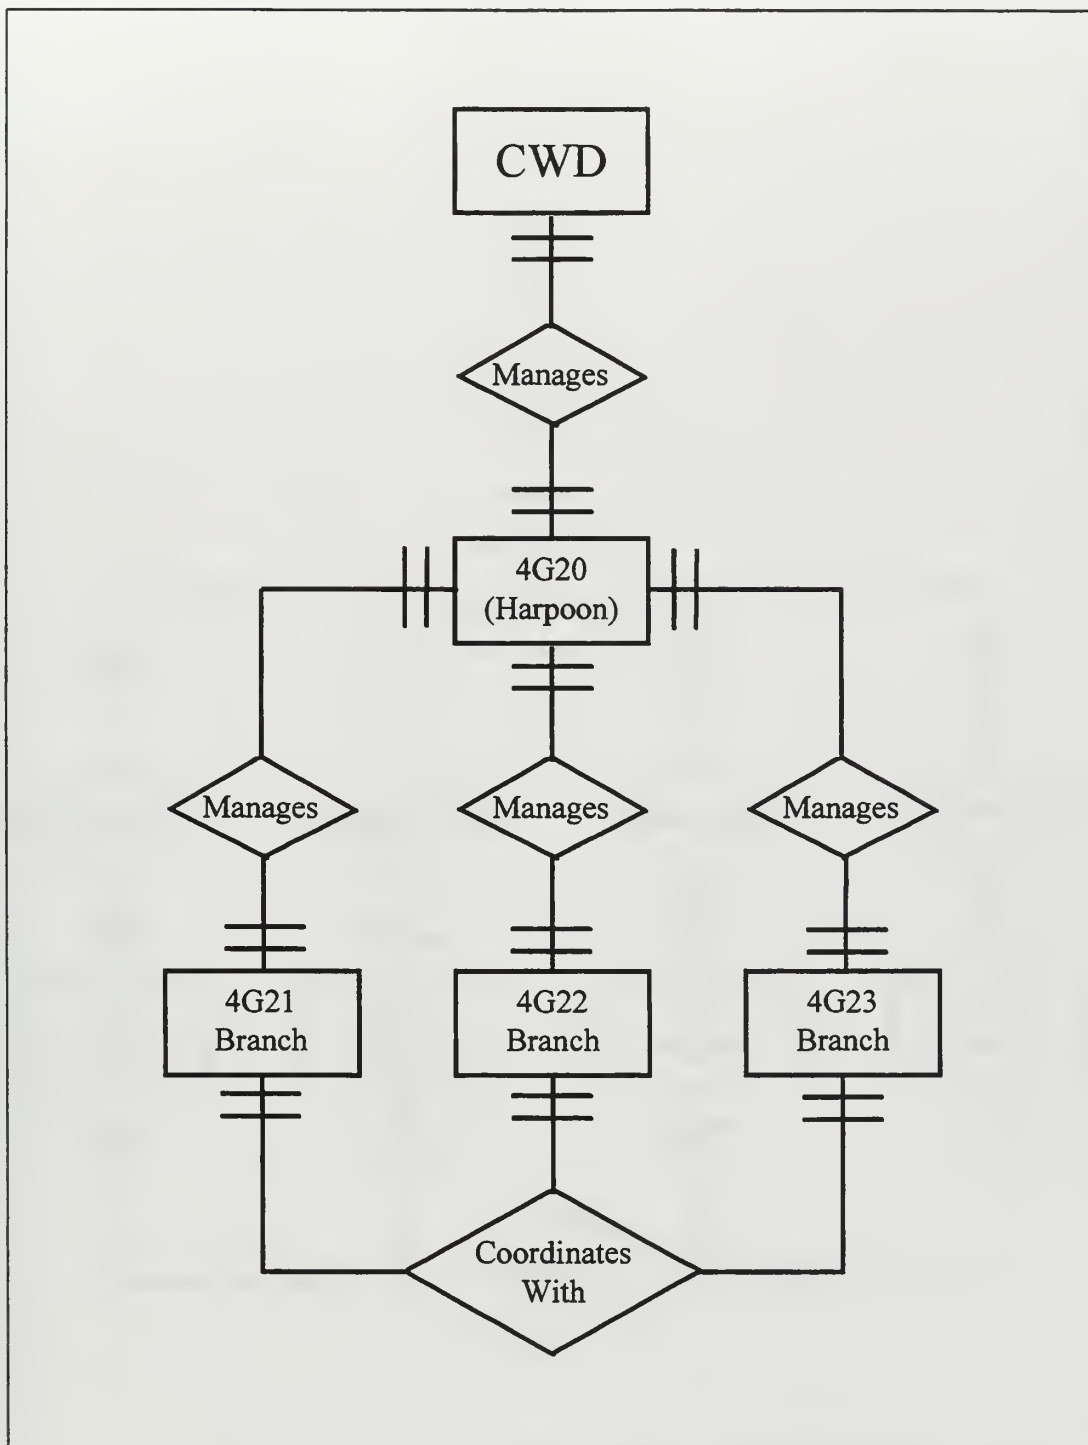 CWD
Manages
4G20
(Harpoon)
Manages
Manages
Manages
4G21
Branch
4G22
Branch
4G23
Branch
Coordinates
With